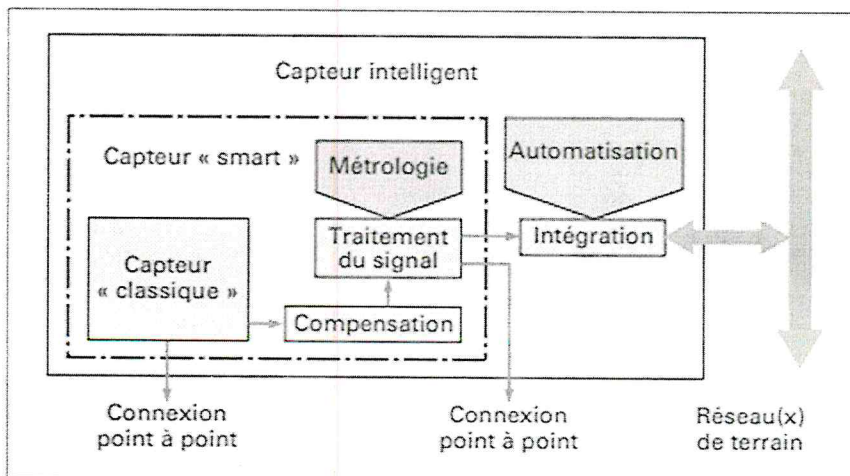 Capteur intelligent
Capteur « smart »
Métrologie
Automatisation
Capteur
« classique »
Traitement
du signal
Intégration
Compensation
Connexion
point à point
Connexion
point à point
Réseau(x)
de terrain